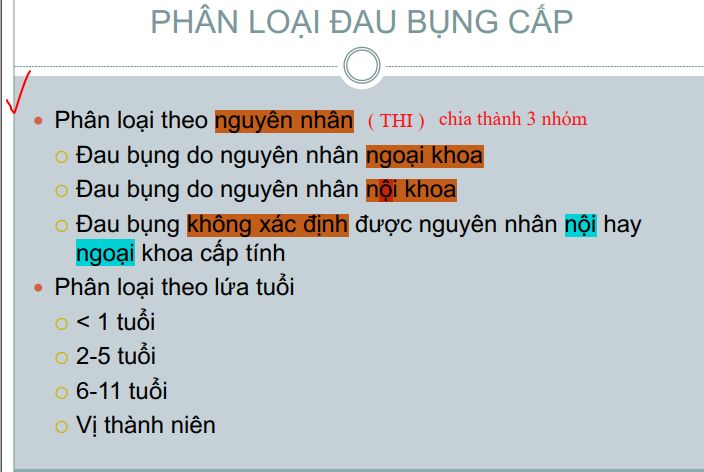 PHÂN LOẠI ĐAU BỤNG CẤP
Phân loại theo nguyên nhân ( THI ) chia thành 3 nhóm
Đau bụng do nguyên nhân ngoại khoa
Đau bụng do nguyên nhân nội khoa
Đau bụng không xác định được nguyên nhân nội hay
ngoại khoa cấp tính
Phân loại theo lứa tuổi
< 1 tuổi
2-5 tuổi
6-11 tuổi
Vị thành niên